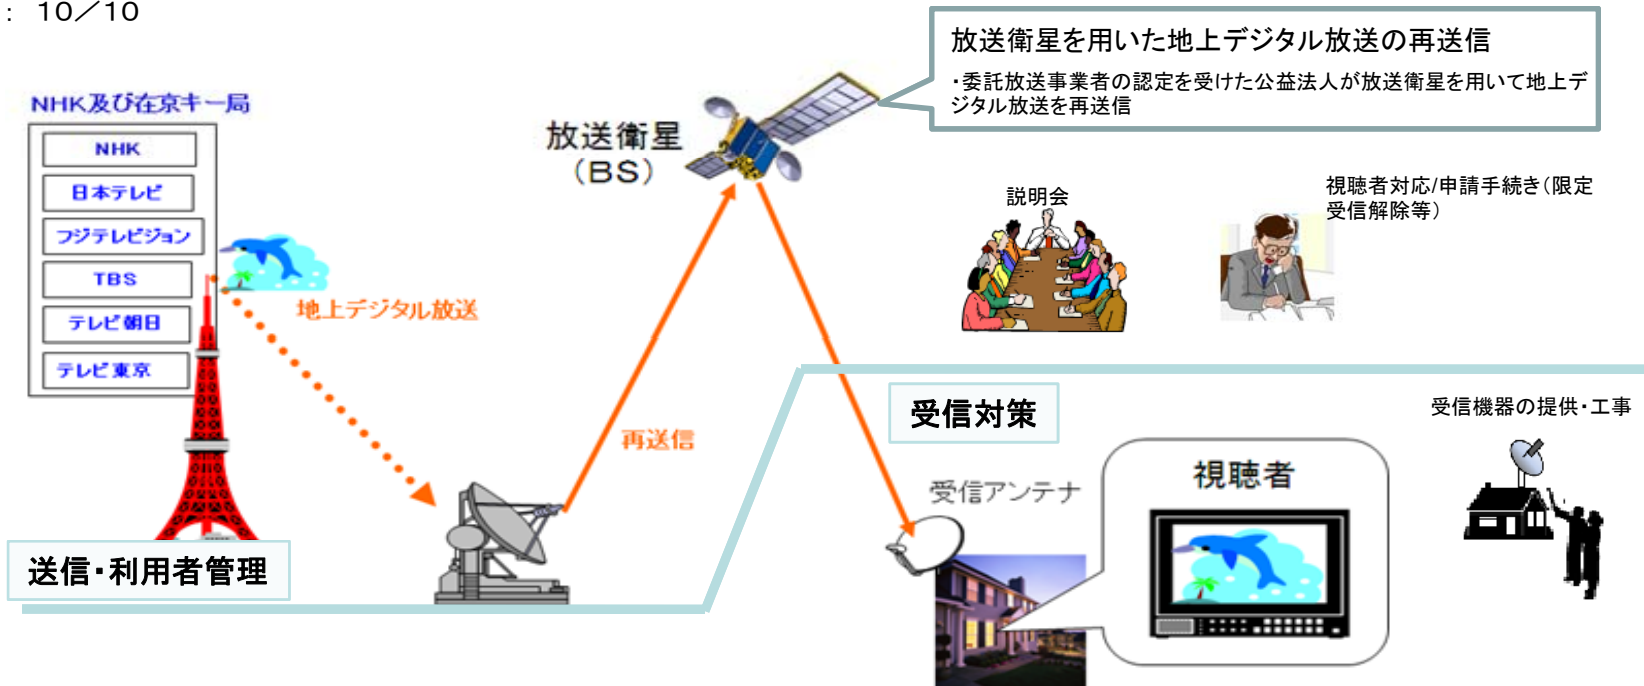 ： 10／10
放送衛星を用いた地上デジタル放送の再送信
・委託放送事業者の認定を受けた公益法人が放送衛星を用いて地上デ
ジタル放送を再送信
NHK及び在京キー局
NHK
日本テレビ
フジテレビジョン
TBS
テレビ朝日
テレビ東京
地上デジタル放送
放送衛星
（BS）
説明会
視聴者対応/申請手続き（限定
受信解除等）
再送信
受信対策
受信機器の提供・工事
受信アンテナ
視聴者
送信・利用者管理